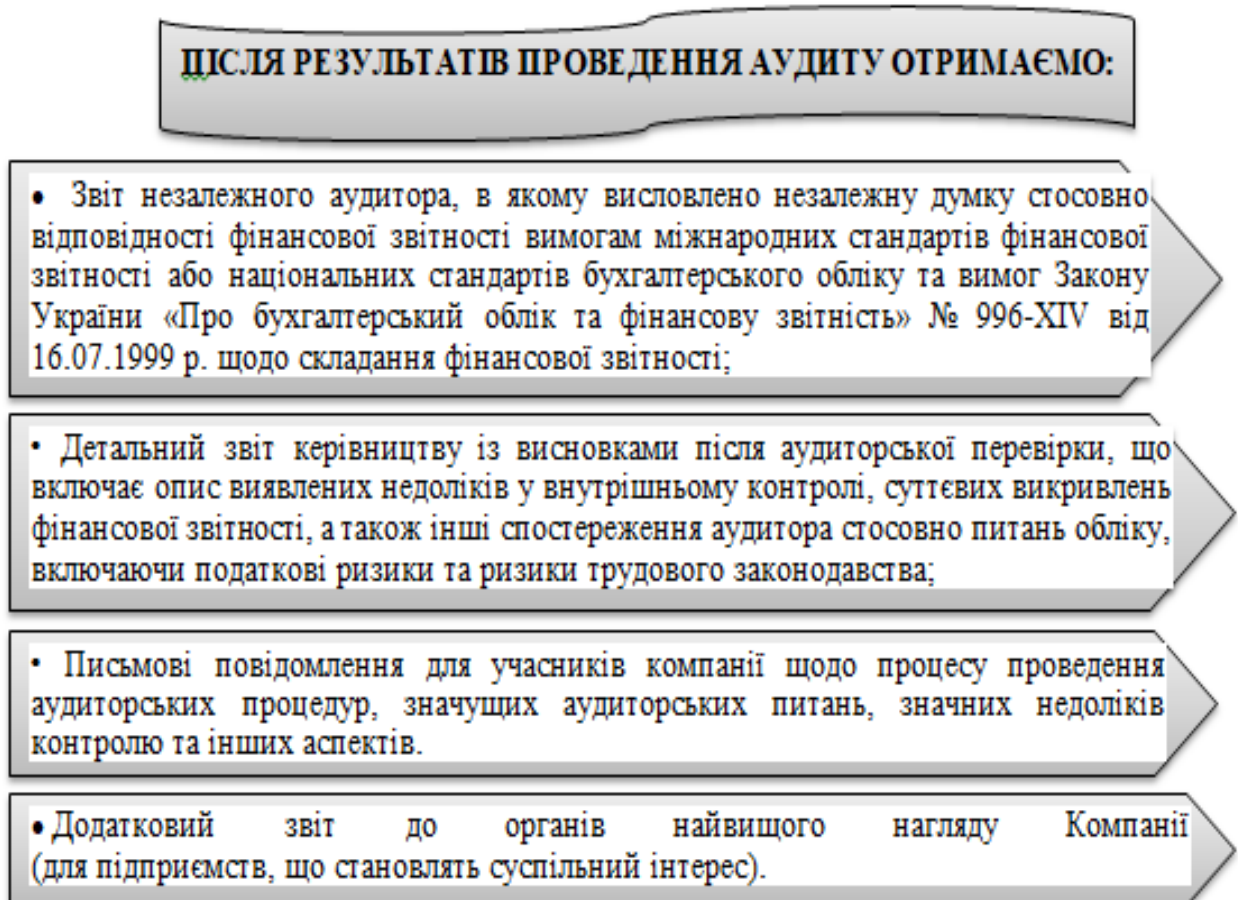 ПІСЛЯ РЕЗУЛЬТАТІВ ПРОВЕДЕННЯ АУДИТУ ОТРИМАЄМО:
• Звіт незалежного аудитора, в якому висловлено незалежну думку стосовно
відповідності фінансової звітності вимогам міжнародних стандартів фінансової
звітності або національних стандартів бухгалтерського обліку та вимог Закону
України «Про бухгалтерський облік та фінансову звітність» № 996-XIV від
16.07.1999 р. щодо складання фінансової звітності;
• Детальний звіт керівництву із висновками після аудиторської перевірки, що
включає опис виявлених недоліків у внутрішньому контролі, суттєвих викривлень
фінансової звітності, а також інші спостереження аудитора стосовно питань обліку,
включаючи податкові ризики та ризики трудового законодавства;
• Письмові повідомлення для учасників компанії щодо процесу проведення
аудиторських процедур, значущих аудиторських питань, значних недоліків
контролю та інших аспектів.
• Додатковий звіт до органів найвищого нагляду Компанії
(для підприємств, що становлять суспільний інтерес).